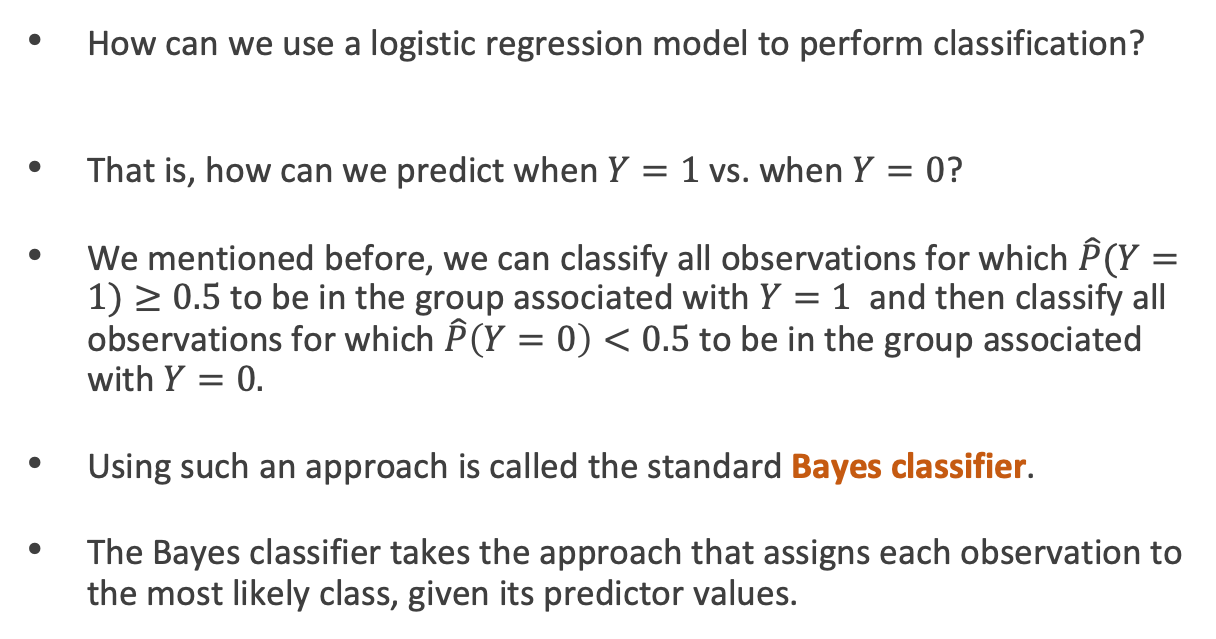 • How can we use a logistic regression model to perform classification?
• That is, how can we predict when 𝑌 = 1 vs. when 𝑌 = 0?
• We mentioned before, we can classify all observations for which P̂(𝑌 =
1) ≥ 0.5 to be in the group associated with 𝑌 = 1 and then classify all
observations for which P̂(𝑌 = 0) < 0.5 to be in the group associated
with 𝑌 = 0.
• Using such an approach is called the standard Bayes classifier.
• The Bayes classifier takes the approach that assigns each observation to
the most likely class, given its predictor values.